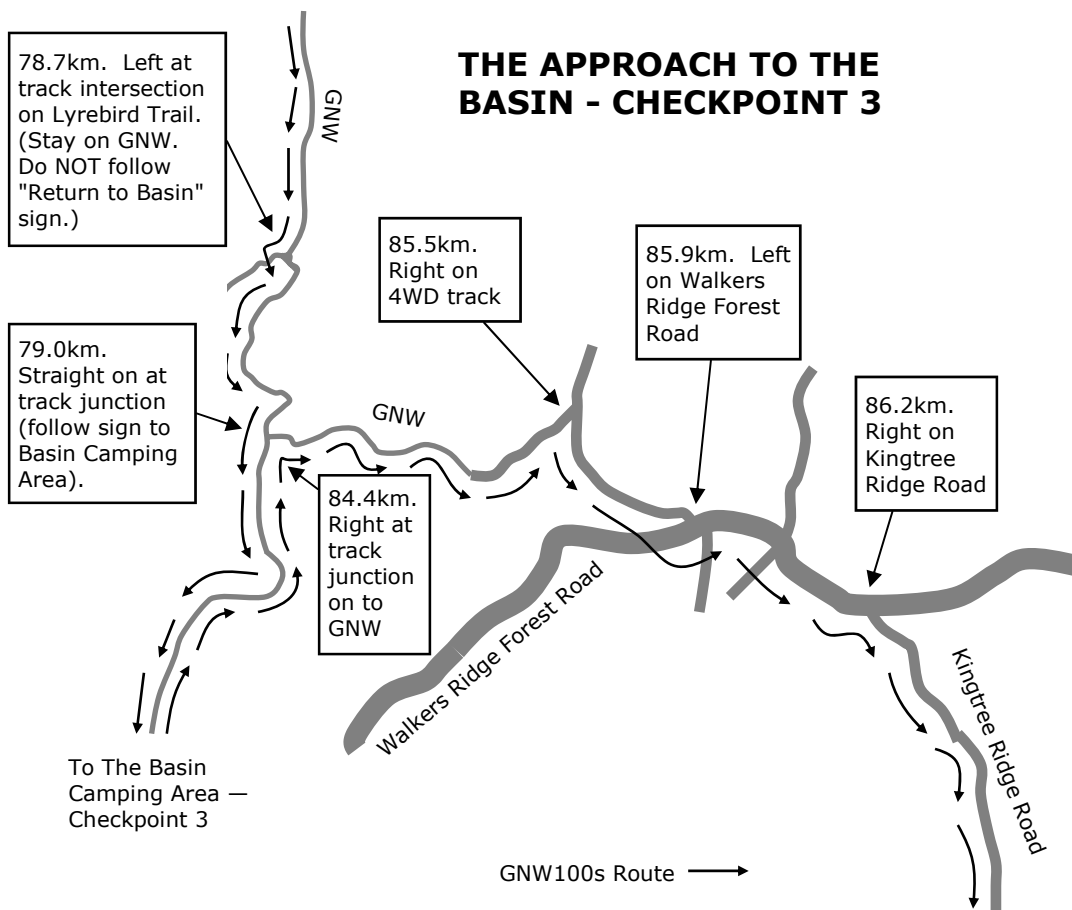 THE APPROACH TO THE
BASIN - CHECKPOINT 3
78.7km.  Left at
track intersection
on Lyrebird Trail.
(Stay on GNW.
Do NOT follow
"Return to Basin"
sign.)
GNW
85.5km.
Right on
4WD track
85.9km.  Left
on Walkers
Ridge Forest
Road
79.0km.
Straight on at
track junction
(follow sign to
Basin Camping
Area).
GNW
86.2km.
Right on
Kingtree
Ridge Road
84.4km.
Right at
track
junction
on to
GNW
Walkers Ridge Forest Road
Kingtree Ridge Road
To The Basin
Camping Area —
Checkpoint 3
GNW100s Route